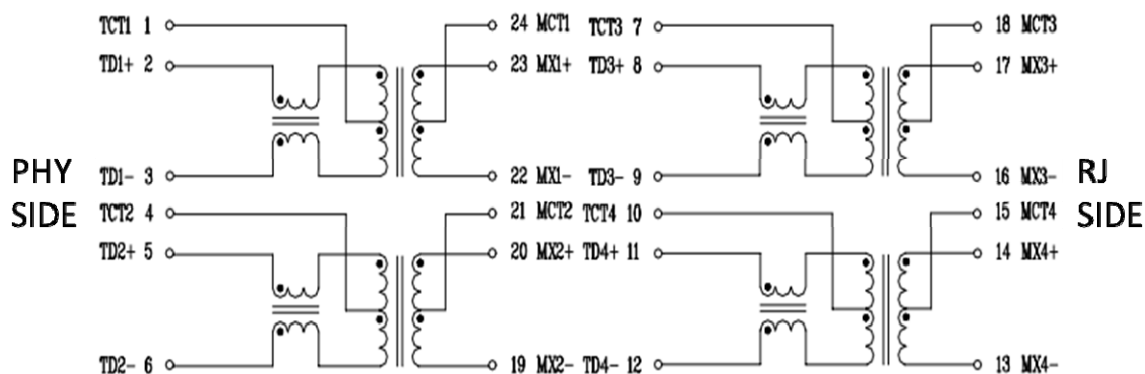 TCT1 1
24 MCT1
TCT3 7
18 MCT3
TD1+ 2
23 MX1+
TD3+ 8
17 MX3+
PHY
SIDE
TD1- 3
22 MX1-
TD3- 9
16 MX3-
RJ
SIDE
TCT2 4
21 MCT2
TCT4 10
15 MCT4
TD2+ 5
20 MX2+
TD4+ 11
14 MX4+
TD2- 6
19 MX2-
TD4- 12
13 MX4-